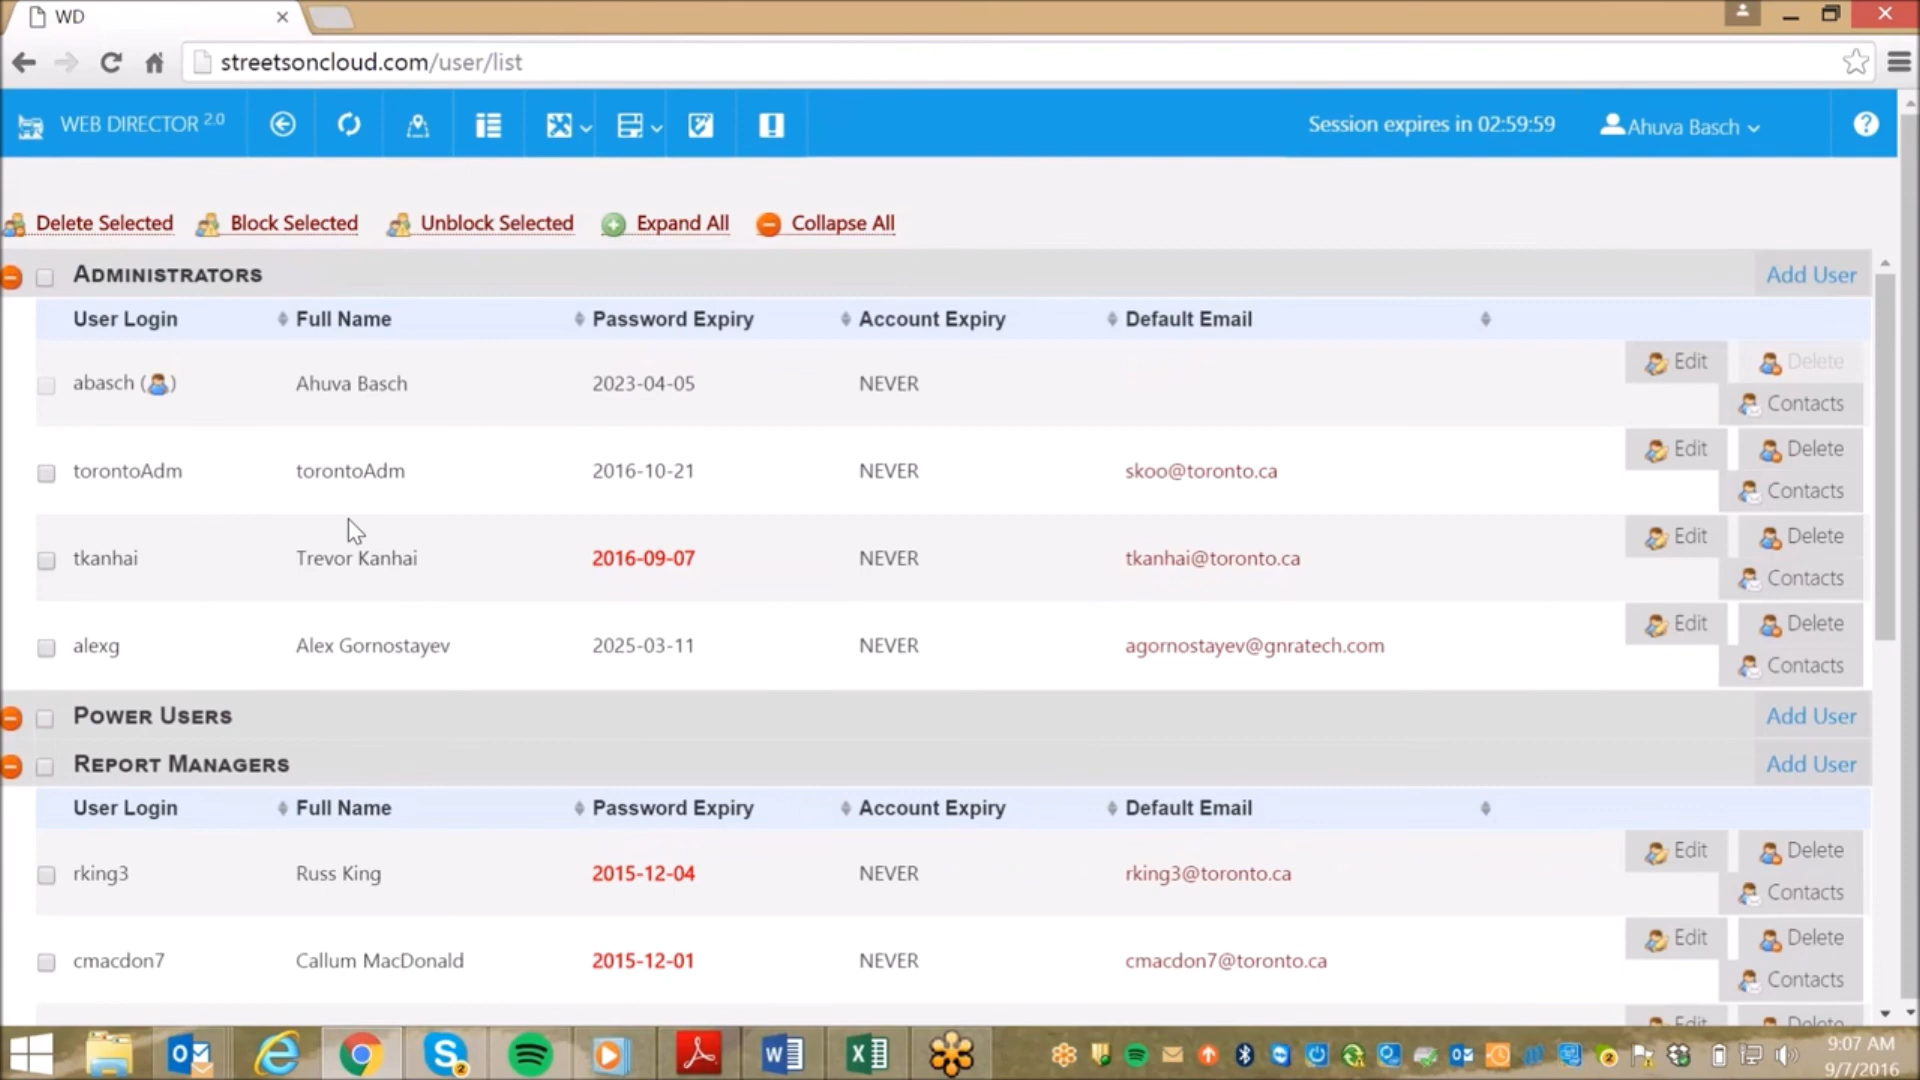 WD
streetsoncloud.com/user/list
WEB DIRECTOR 2.0
Session expires in 02:59:59
Ahuva Basch
Delete Selected Block Selected Unblock Selected Expand All Collapse All
ADMINISTRATORS Add User
User Login Full Name Password Expiry Account Expiry Default Email
abasch ( ) Ahuva Basch 2023-04-05 NEVER Edit Delete
Contacts
torontoAdm torontoAdm 2016-10-21 NEVER skoo@toronto.ca Edit Delete
Contacts
tkanhai Trevor Kanhai 2016-09-07 NEVER tkanhai@toronto.ca Edit Delete
Contacts
alexg Alex Gornostayev 2025-03-11 NEVER agornostayev@gnratech.com Edit Delete
Contacts
POWER USERS Add User
REPORT MANAGERS Add User
User Login Full Name Password Expiry Account Expiry Default Email
rking3 Russ King 2015-12-04 NEVER rking3@toronto.ca Edit Delete
Contacts
cmacdon7 Callum MacDonald 2015-12-01 NEVER cmacdon7@toronto.ca Edit Delete
Contacts
Edit Delete
9:07 AM
9/7/2016